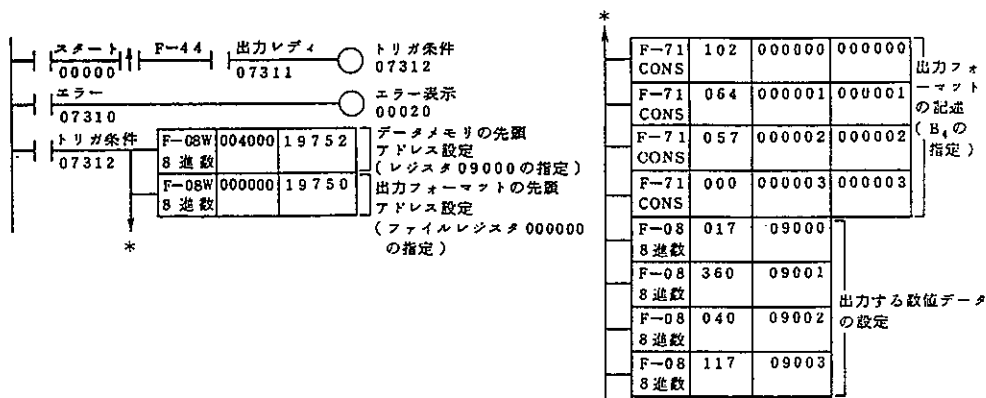 スタート F-44 出力レディ トリガ条件
00000 07311 07312
エラー エラー表示
07310 00020
トリガ条件
07312
F-08W 004000 19752
8進数
データメモリの先頭
アドレス設定
(レジスタ09000の指定)
F-08W 000000 19750
8進数
出力フォーマットの先頭
アドレス設定
(ファイルレジスタ000000
の指定)
*
*
F-71 102 000000 000000
CONS
F-71 064 000001 000001
CONS
F-71 057 000002 000002
CONS
F-71 000 000003 000003
CONS
出力フォ
ーマット
の記述
(B4の
指定)
F-08 017 09000
8進数
F-08 360 09001
8進数
F-08 040 09002
8進数
F-08 117 09003
8進数
出力する数値データ
の設定